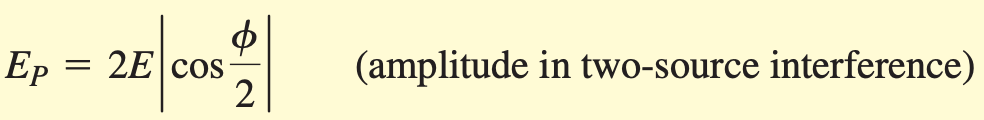 E_P = 2E|cos ϕ/2| (amplitude in two-source interference)